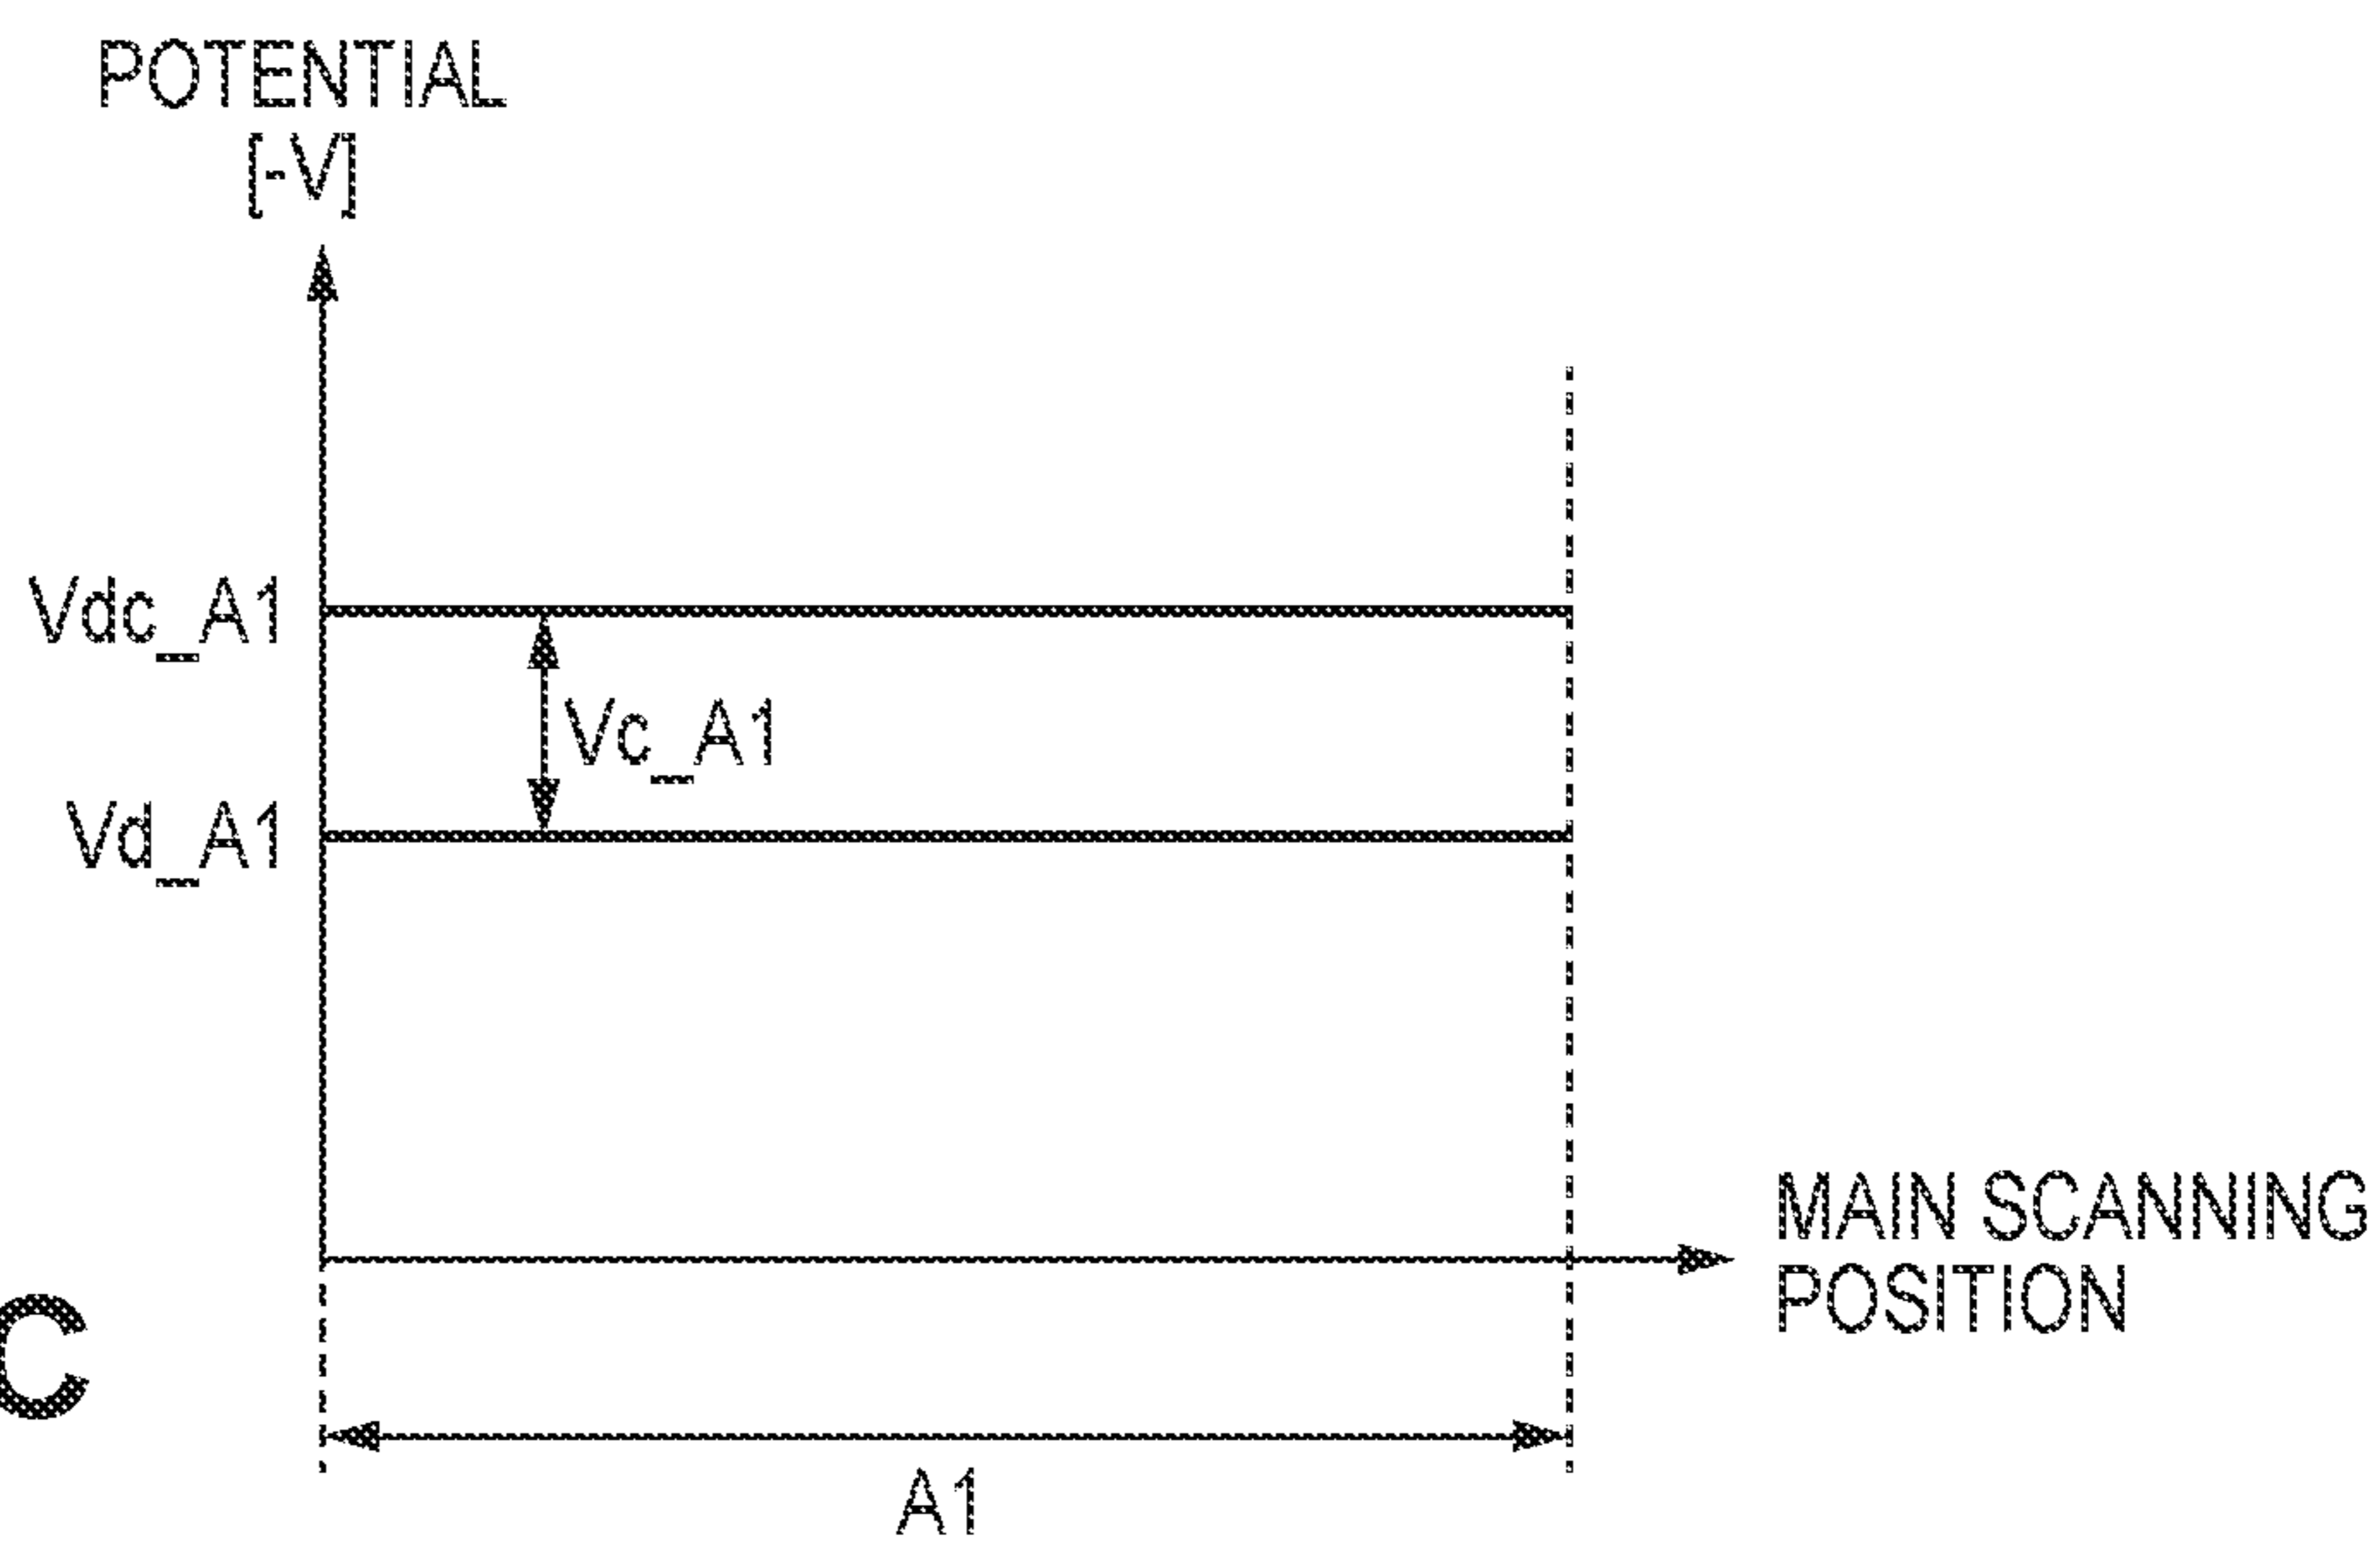 POTENTIAL
[-V]
Vdc_A1
Vc_A1
Vd_A1
MAIN SCANNING
POSITION
C
A1